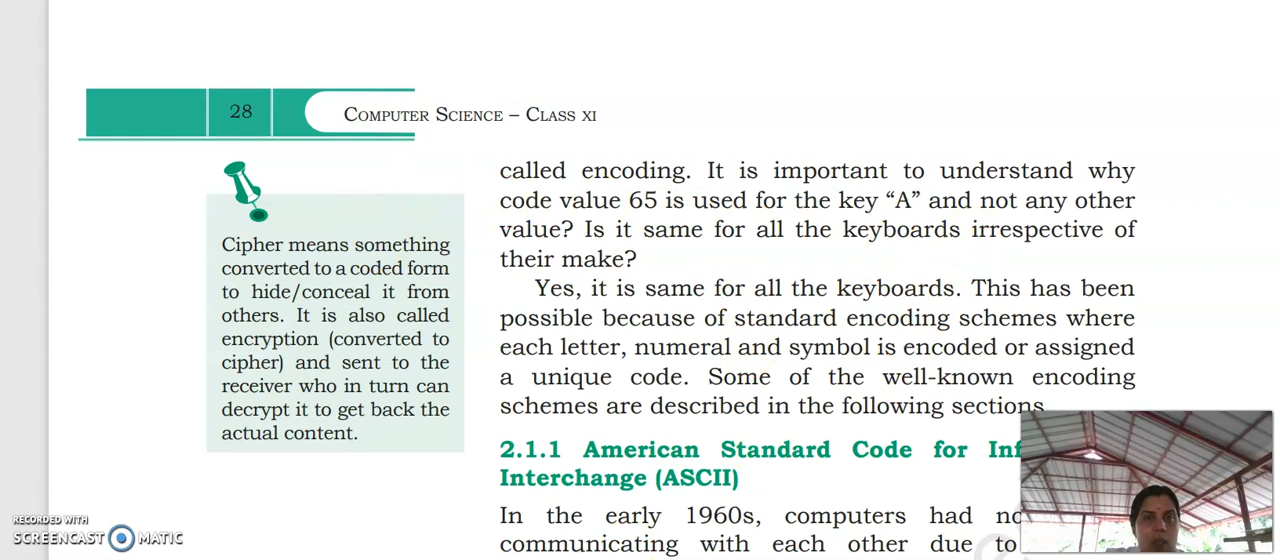 28
COMPUTER SCIENCE – CLASS XI
Cipher means something
converted to a coded form
to hide/conceal it from
others. It is also called
encryption (converted to
cipher) and sent to the
receiver who in turn can
decrypt it to get back the
actual content.
called encoding. It is important to understand why
code value 65 is used for the key “A” and not any other
value? Is it same for all the keyboards irrespective of
their make?
Yes, it is same for all the keyboards. This has been
possible because of standard encoding schemes where
each letter, numeral and symbol is encoded or assigned
a unique code. Some of the well-known encoding
schemes are described in the following sections
2.1.1 American Standard Code for
Interchange (ASCII)
In the early 1960s, computers had
communicating with each other due to
RECORDED WITH
SCREENCAST MATIC